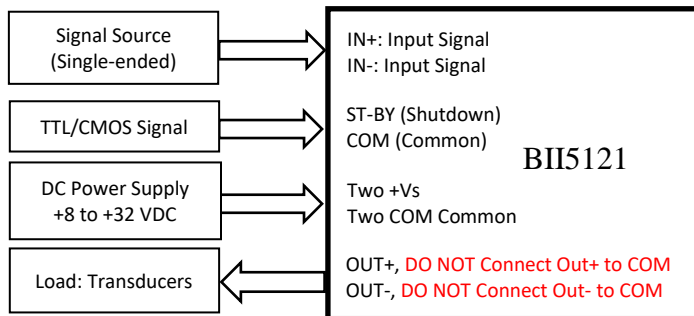 Signal Source
(Single-ended)
IN+: Input Signal
IN-: Input Signal
TTL/CMOS Signal
ST-BY (Shutdown)
COM (Common)
BII5121
DC Power Supply
+8 to +32 VDC
Two +Vs
Two COM Common
Load: Transducers
OUT+, DO NOT Connect Out+ to COM
OUT-, DO NOT Connect Out- to COM